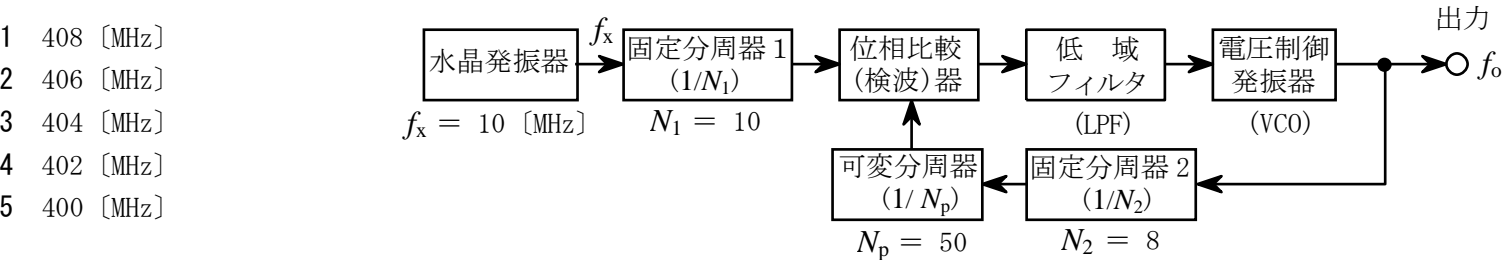 1 408 〔MHz〕
2 406 〔MHz〕
3 404 〔MHz〕
4 402 〔MHz〕
5 400 〔MHz〕
水晶発振器
fx
固定分周器1
(1/N1)
位相比較
(検波)器
低 域
フィルタ
電圧制御
発振器
出力
fo
fx = 10 〔MHz〕
N1 = 10
(LPF)
(VCO)
可変分周器
(1/ Np)
固定分周器2
(1/N2)
Np = 50
N2 = 8